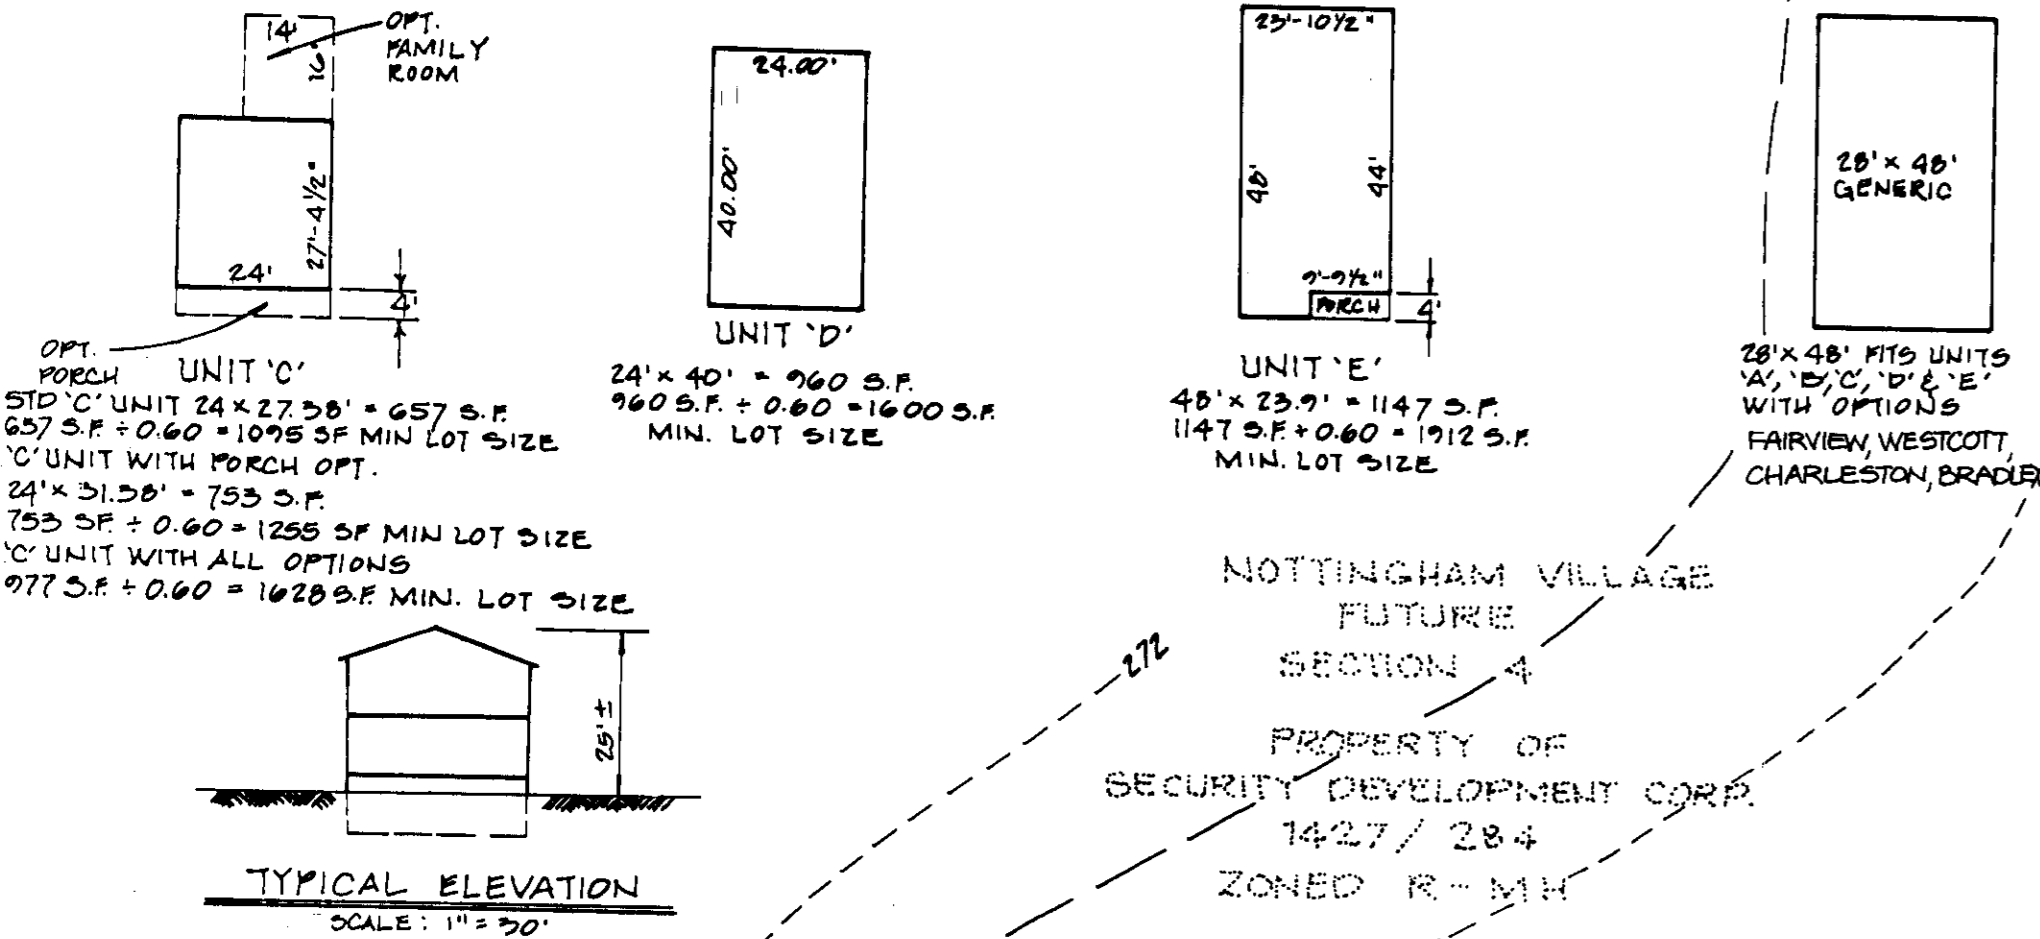 14'
16'
OPT.
FAMILY
ROOM
27'-4 1/2"
24'
4'
OPT.
PORCH
UNIT 'C'
STD 'C' UNIT 24 x 27.38' = 657 S.F.
657 S.F. ÷ 0.60 = 1095 SF MIN LOT SIZE
'C' UNIT WITH PORCH OPT.
24' x 31.38' = 753 S.F.
753 SF. ÷ 0.60 = 1255 SF MIN LOT SIZE
'C' UNIT WITH ALL OPTIONS
977 S.F. ÷ 0.60 = 1628 S.F. MIN. LOT SIZE
25' ±
TYPICAL ELEVATION
SCALE: 1" = 30'
24.00'
40.00'
UNIT 'D'
24' x 40' = 960 S.F.
960 S.F. ÷ 0.60 = 1600 S.F.
MIN. LOT SIZE
23'-10 1/2"
48'
44'
9'-9 1/2"
PORCH
4'
UNIT 'E'
48' x 23.9' = 1147 S.F.
1147 S.F. ÷ 0.60 = 1912 S.F.
MIN. LOT SIZE
28' x 48'
GENERIC
28' x 48' FITS UNITS
'A', 'B', 'C', 'D' & 'E'
WITH OPTIONS
FAIRVIEW, WESTCOTT,
CHARLESTON, BRADLEY
272
NOTTINGHAM VILLAGE
FUTURE
SECTION 4
PROPERTY OF
SECURITY DEVELOPMENT CORP.
1427 / 284
ZONED R-MH